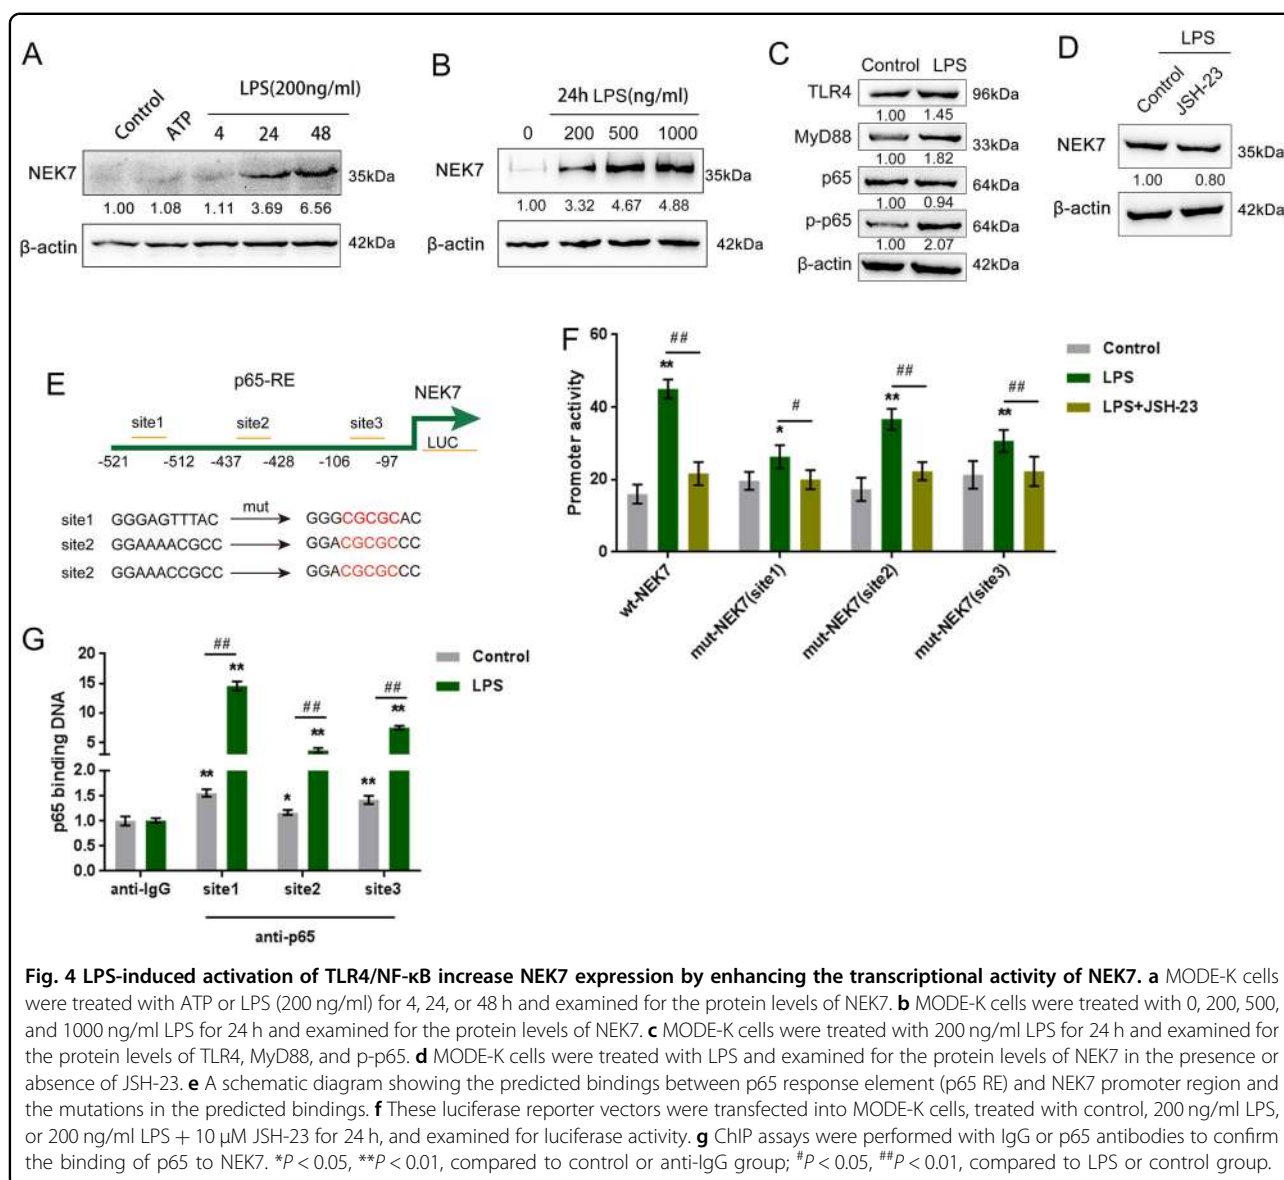 A
Control
ATP
LPS(200ng/ml)
4 24 48
NEK7 35kDa
1.00 1.08 1.11 3.69 6.56
β-actin 42kDa
B
24h LPS(ng/ml)
0 200 500 1000
NEK7 35kDa
1.00 3.32 4.67 4.88
β-actin 42kDa
C
Control LPS
TLR4 96kDa
1.00 1.45
MyD88 33kDa
1.00 1.82
p65 64kDa
1.00 0.94
p-p65 64kDa
1.00 2.07
β-actin 42kDa
D
LPS
Control
JSH-23
NEK7 35kDa
1.00 0.80
β-actin 42kDa
E
p65-RE
NEK7
site1 site2 site3
LUC
-521 -512 -437 -428 -106 -97
mut
site1 GGGAGTTTAC GGGCGCGCAC
site2 GGAAAACGCC GGACGCGCCC
site2 GGAAACCGCC GGACGCGCCC
F
Promoter activity
60
40
20
0
** ##
* #
** ##
** ##
wt-NEK7
mut-NEK7(site1)
mut-NEK7(site2)
mut-NEK7(site3)
Control
LPS
LPS+JSH-23
G
p65 binding DNA
20
15
10
5
2.0
1.5
1.0
0.5
0.0
** ## **
* ## **
** ## **
anti-IgG site1 site2 site3
anti-p65
Control
LPS
Fig. 4 LPS-induced activation of TLR4/NF-κB increase NEK7 expression by enhancing the transcriptional activity of NEK7. a MODE-K cells
were treated with ATP or LPS (200 ng/ml) for 4, 24, or 48 h and examined for the protein levels of NEK7. b MODE-K cells were treated with 0, 200, 500,
and 1000 ng/ml LPS for 24 h and examined for the protein levels of NEK7. c MODE-K cells were treated with 200 ng/ml LPS for 24 h and examined for
the protein levels of TLR4, MyD88, and p-p65. d MODE-K cells were treated with LPS and examined for the protein levels of NEK7 in the presence or
absence of JSH-23. e A schematic diagram showing the predicted bindings between p65 response element (p65 RE) and NEK7 promoter region and
the mutations in the predicted bindings. f These luciferase reporter vectors were transfected into MODE-K cells, treated with control, 200 ng/ml LPS,
or 200 ng/ml LPS + 10 μM JSH-23 for 24 h, and examined for luciferase activity. g ChIP assays were performed with IgG or p65 antibodies to confirm
the binding of p65 to NEK7. *P < 0.05, **P < 0.01, compared to control or anti-IgG group; #P < 0.05, ##P < 0.01, compared to LPS or control group.